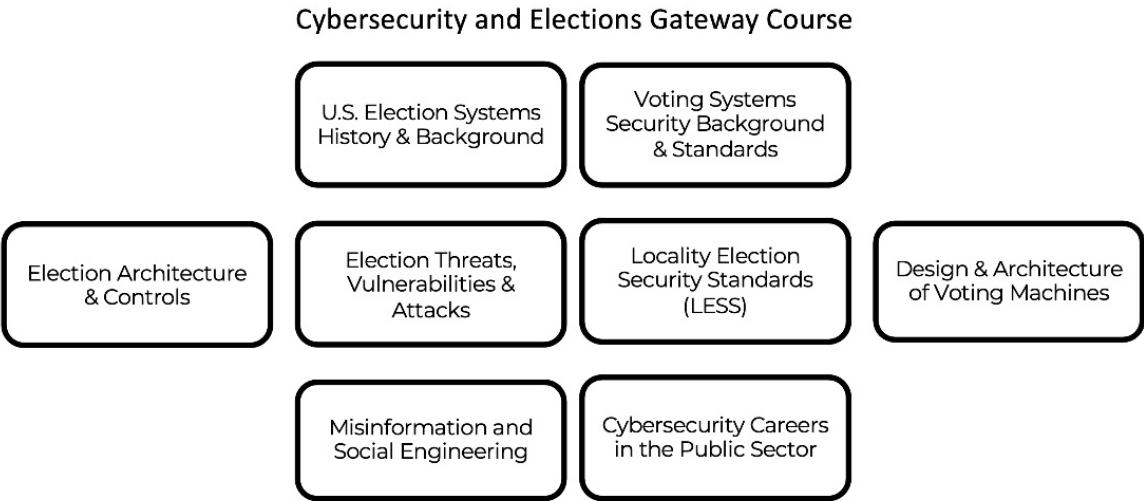 Cybersecurity and Elections Gateway Course
U.S. Election Systems
History & Background
Voting Systems
Security Background
& Standards
Election Architecture
& Controls
Election Threats,
Vulnerabilities &
Attacks
Locality Election
Security Standards
(LESS)
Design & Architecture
of Voting Machines
Misinformation and
Social Engineering
Cybersecurity Careers
in the Public Sector